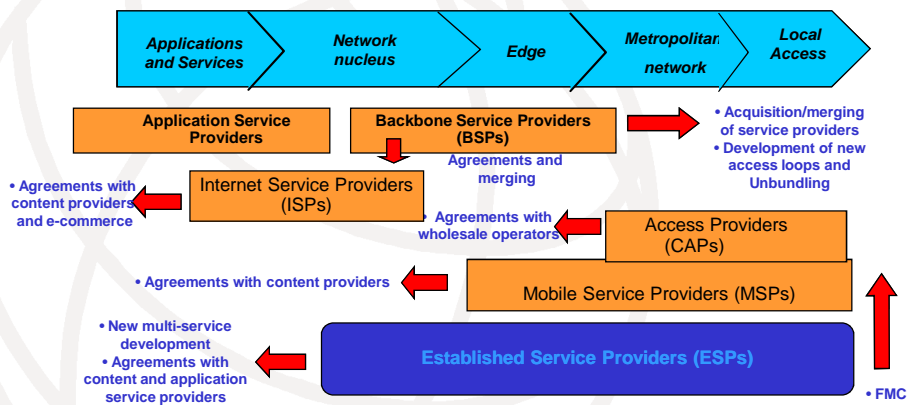 Applications
and Services
Network
nucleus
Edge
Metropolitan
network
Local
Access
Application Service
Providers
Backbone Service Providers
(BSPs)
• Acquisition/merging
of service providers
• Development of new
access loops and
Unbundling
Agreements and
merging
• Agreements with
content providers
and e-commerce
Internet Service Providers
(ISPs)
• Agreements with
wholesale operators
Access Providers
(CAPs)
• Agreements with content providers
Mobile Service Providers (MSPs)
• New multi-service
development
• Agreements with
content and application
service providers
Established Service Providers (ESPs)
• FMC